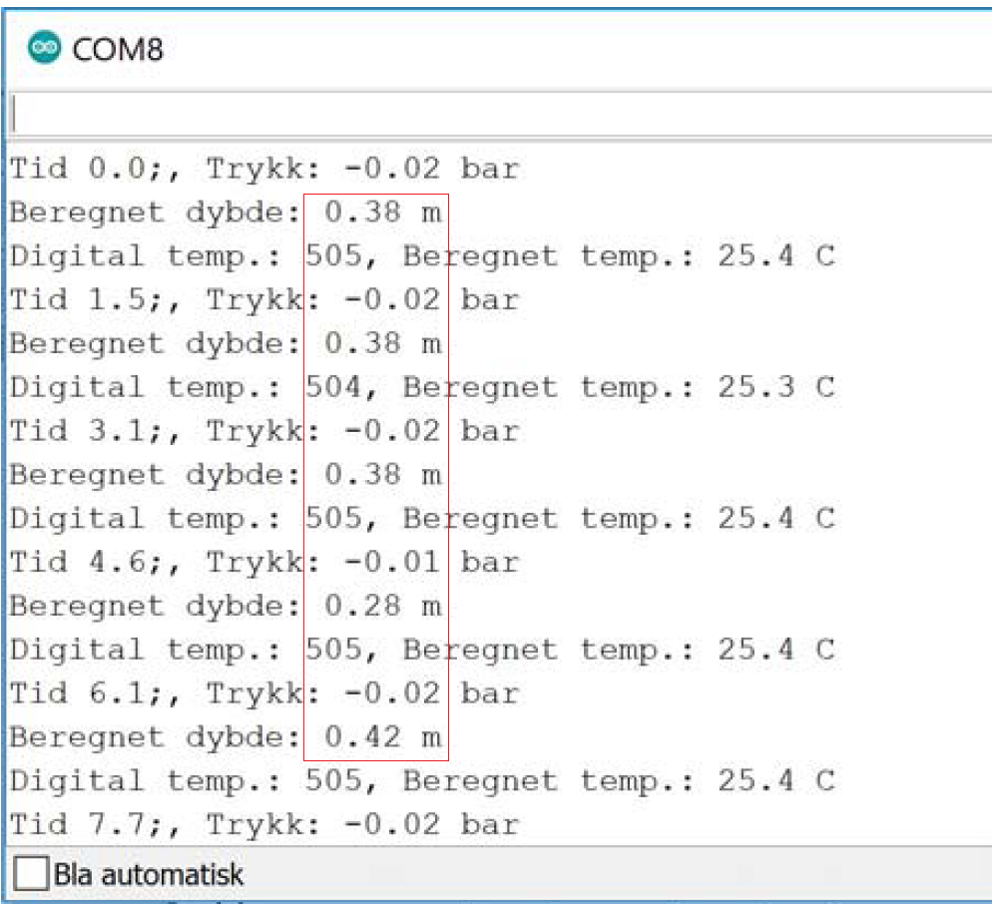 COM8
Tid 0.0;, Trykk: -0.02 bar
Beregnet dybde: 0.38 m
Digital temp.: 505, Beregnet temp.: 25.4 C
Tid 1.5;, Trykk: -0.02 bar
Beregnet dybde: 0.38 m
Digital temp.: 504, Beregnet temp.: 25.3 C
Tid 3.1;, Trykk: -0.02 bar
Beregnet dybde: 0.38 m
Digital temp.: 505, Beregnet temp.: 25.4 C
Tid 4.6;, Trykk: -0.01 bar
Beregnet dybde: 0.28 m
Digital temp.: 505, Beregnet temp.: 25.4 C
Tid 6.1;, Trykk: -0.02 bar
Beregnet dybde: 0.42 m
Digital temp.: 505, Beregnet temp.: 25.4 C
Tid 7.7;, Trykk: -0.02 bar
Bla automatisk